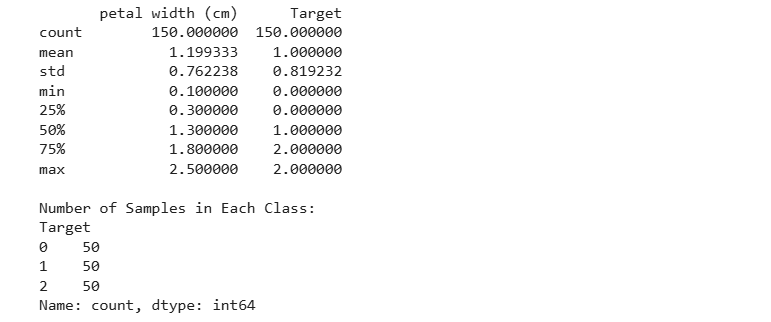 petal width (cm) Target
count 150.000000 150.000000
mean 1.199333 1.000000
std 0.762238 0.819232
min 0.100000 0.000000
25% 0.300000 0.000000
50% 1.300000 1.000000
75% 1.800000 2.000000
max 2.500000 2.000000
Number of Samples in Each Class:
Target
0 50
1 50
2 50
Name: count, dtype: int64